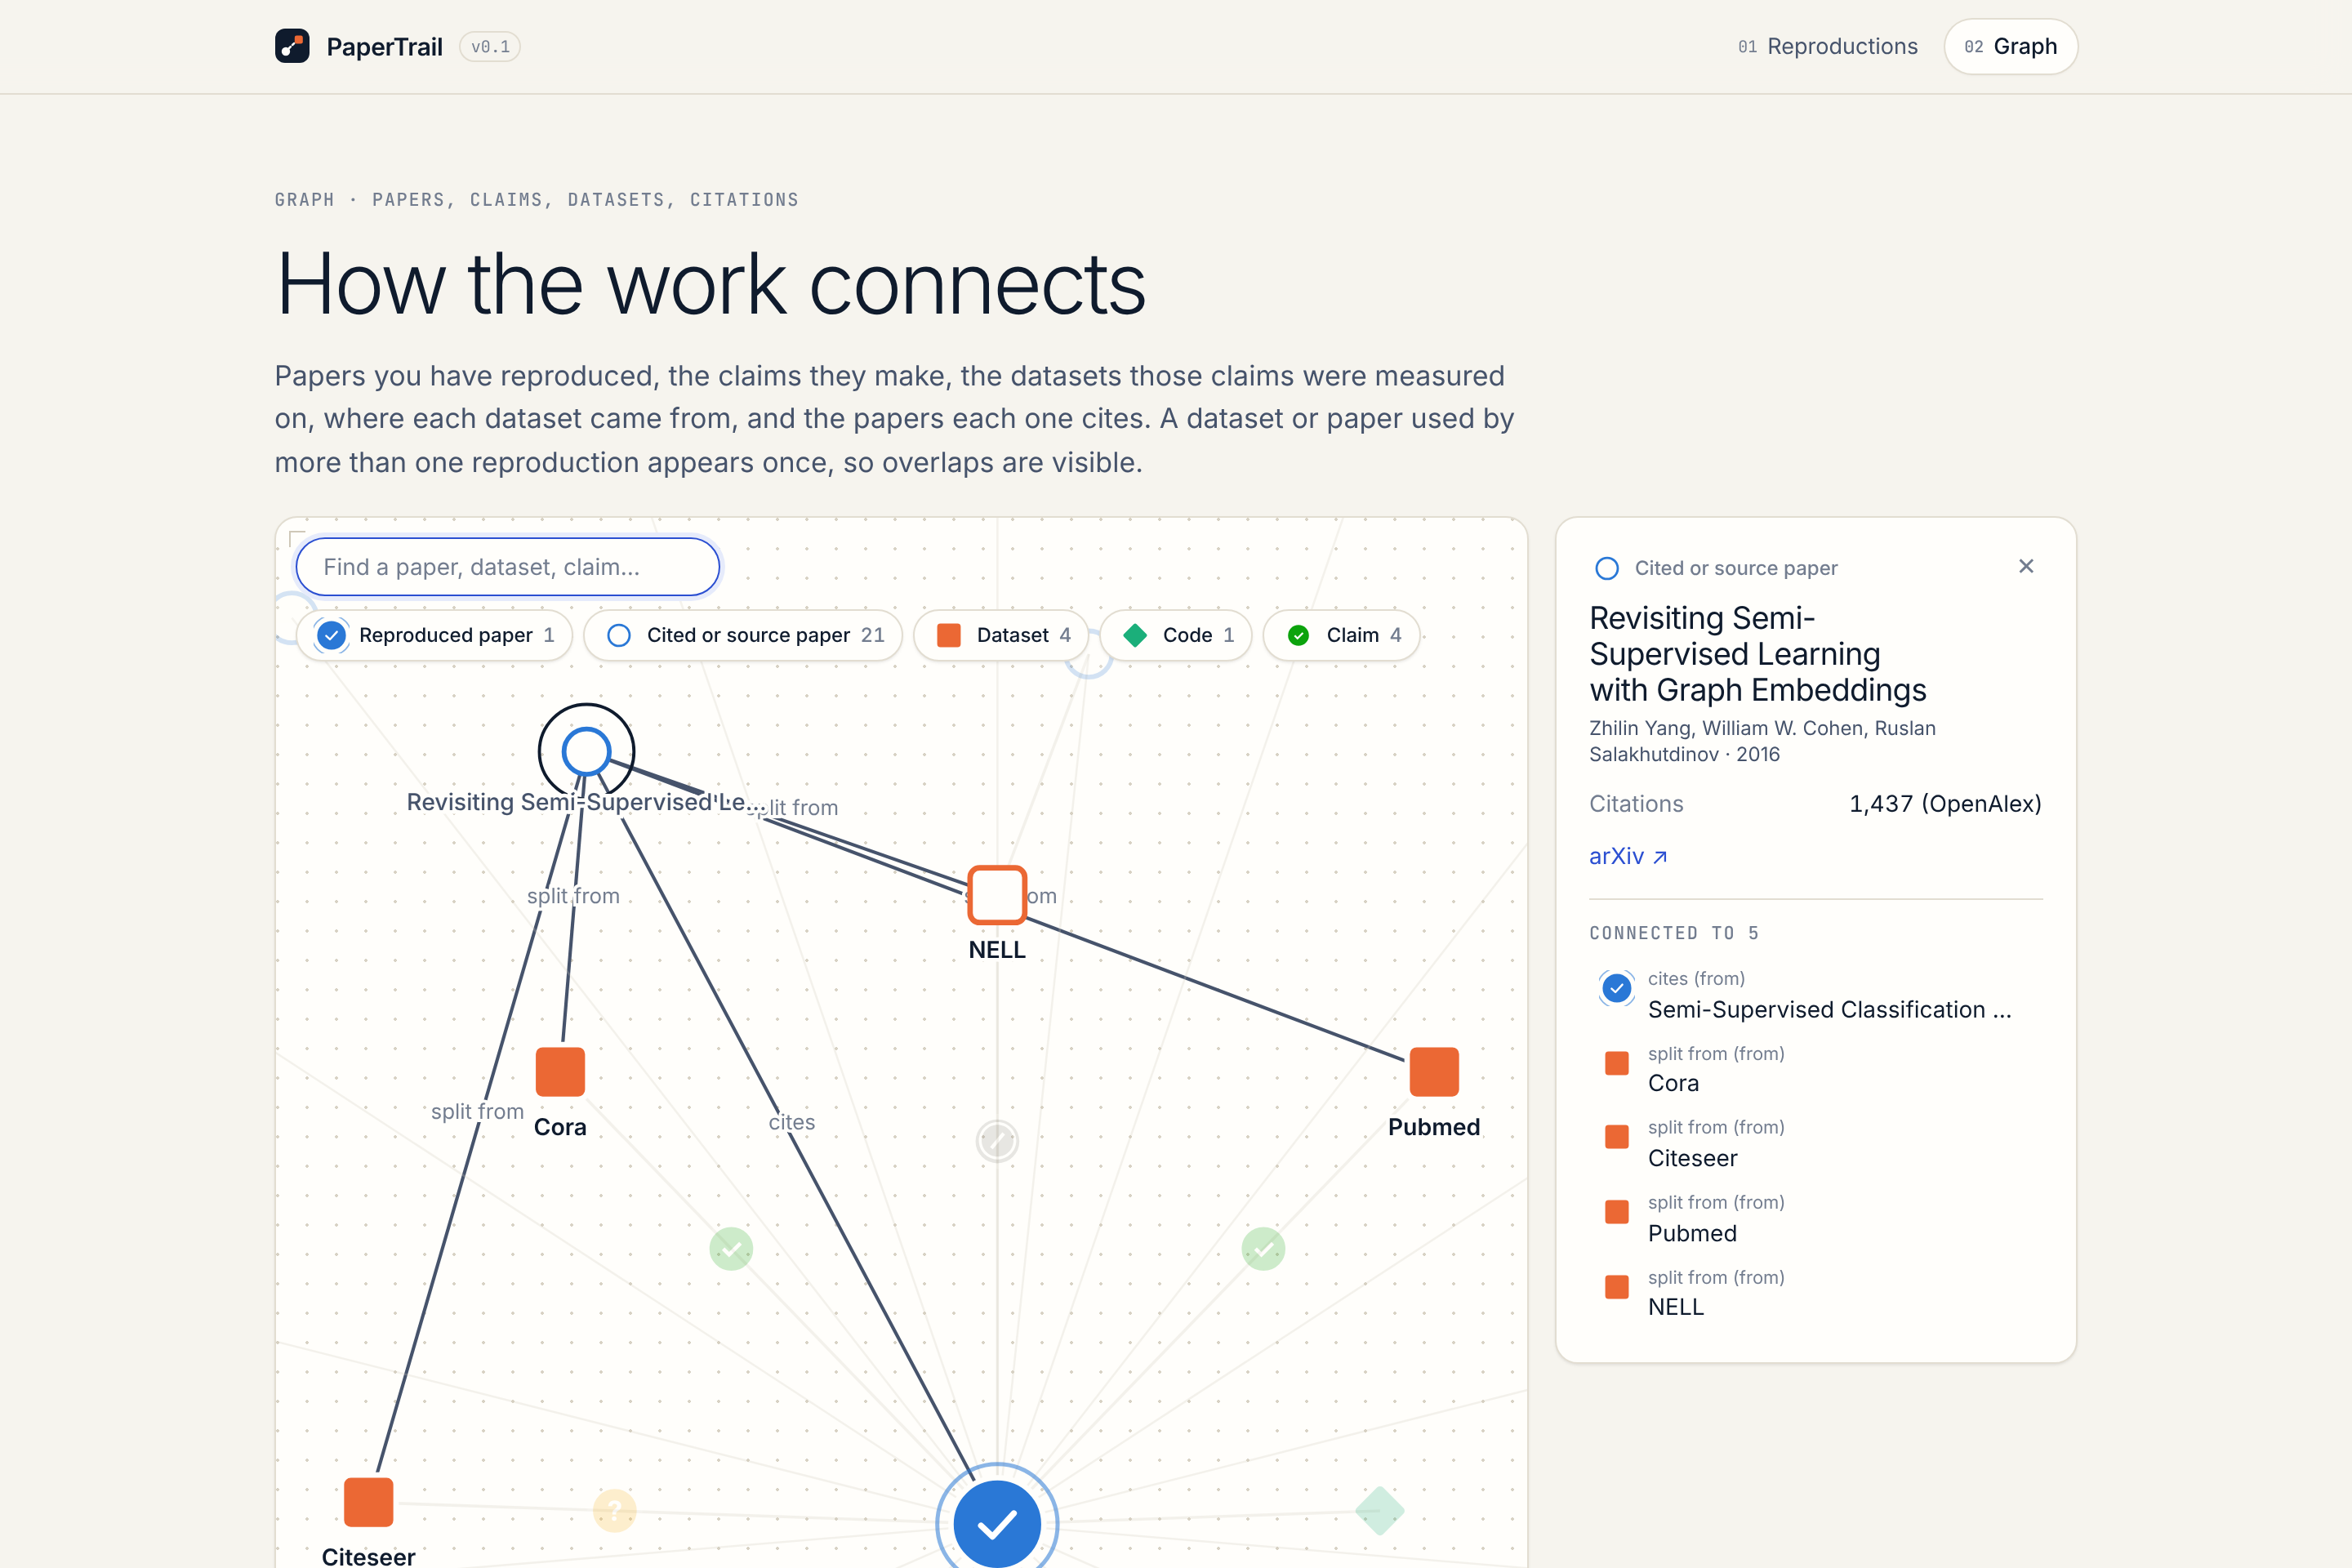 PaperTrail v0.1
01 Reproductions 02 Graph
GRAPH · PAPERS, CLAIMS, DATASETS, CITATIONS
How the work connects
Papers you have reproduced, the claims they make, the datasets those claims were measured
on, where each dataset came from, and the papers each one cites. A dataset or paper used by
more than one reproduction appears once, so overlaps are visible.
Find a paper, dataset, claim...
Reproduced paper 1 Cited or source paper 21 Dataset 4 Code 1 Claim 4
Revisiting Semi-Supervised Le...
split from
split from
NELL
split from
Cora
cites
Pubmed
?
Citeseer
Cited or source paper
Revisiting Semi-
Supervised Learning
with Graph Embeddings
Zhilin Yang, William W. Cohen, Ruslan
Salakhutdinov · 2016
Citations 1,437 (OpenAlex)
arXiv ↗
CONNECTED TO 5
cites (from)
Semi-Supervised Classification ...
split from (from)
Cora
split from (from)
Citeseer
split from (from)
Pubmed
split from (from)
NELL